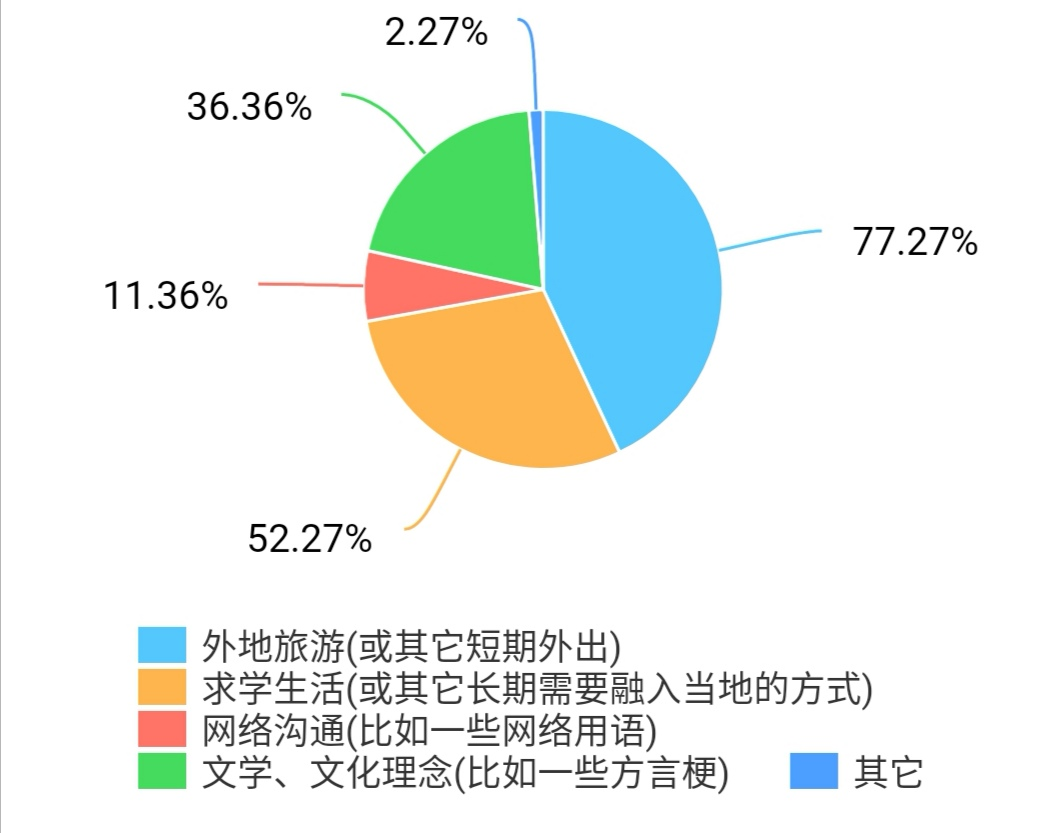 2.27%
36.36%
77.27%
11.36%
52.27%
外地旅游(或其它短期外出)
求学生活(或其它长期需要融入当地的方式)
网络沟通(比如一些网络用语)
文学、文化理念(比如一些方言梗) 其它